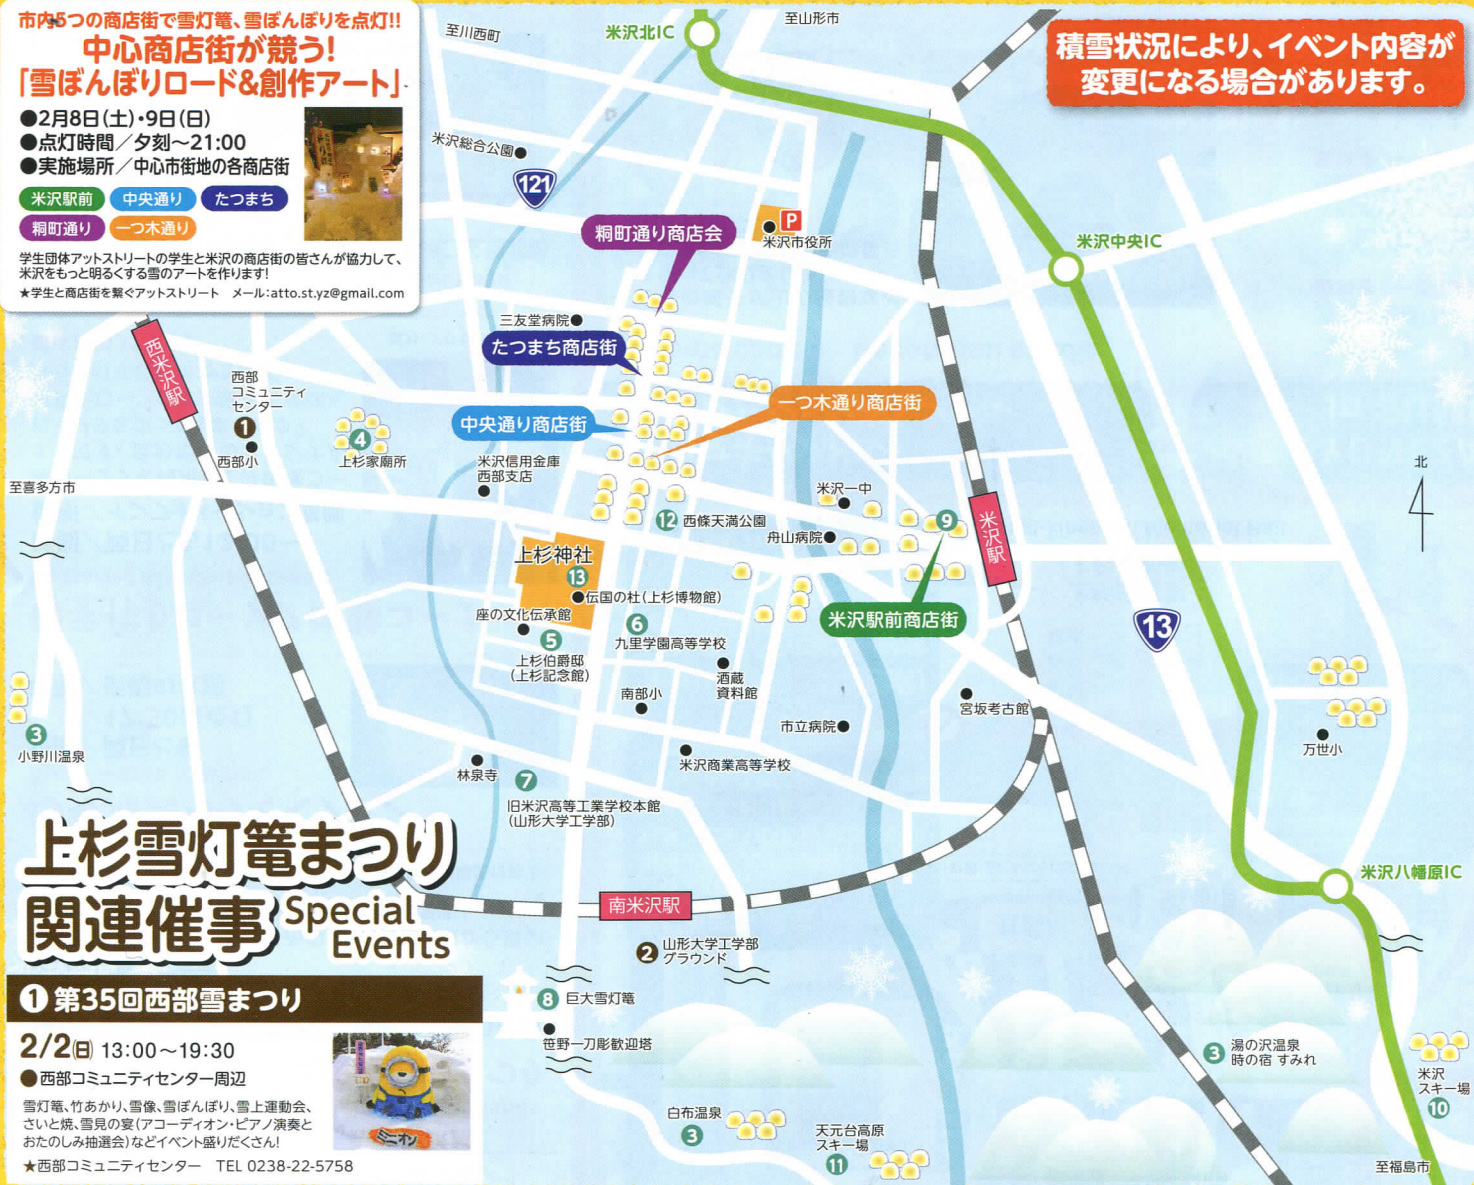 市内5つの商店街で雪灯篭、雪ぼんぼりを点灯!!
中心商店街が競う!
「雪ぼんぼりロード&創作アート」
●2月8日(土)・9日(日)
●点灯時間／夕刻～21:00
●実施場所／中心市街地の各商店街
米沢駅前 中央通り たつまち
粡町通り 一つ木通り
学生団体アットストリートの学生と米沢の商店街の皆さんが協力して、
米沢をもっと明るくする雪のアートを作ります!
★学生と商店街を繋ぐアットストリート メール:atto.st.yz@gmail.com
積雪状況により、イベント内容が
変更になる場合があります。
至川西町
米沢北IC
至山形市
米沢総合公園
121
粡町通り商店会
P
米沢市役所
米沢中央IC
三友堂病院
たつまち商店街
西米沢駅
西部
コミュニティ
センター
1
西部小
4
上杉家廟所
中央通り商店街
一つ木通り商店街
米沢信用金庫
西部支店
至喜多方市
米沢一中
北
12 西條天満公園
舟山病院
9
米沢駅
上杉神社
13
伝国の杜(上杉博物館)
座の文化伝承館
5
上杉伯爵邸
(上杉記念館)
6
九里学園高等学校
米沢駅前商店街
13
酒蔵
資料館
南部小
市立病院
宮坂考古館
3
小野川温泉
万世小
林泉寺
7
旧米沢高等工業学校本館
(山形大学工学部)
米沢商業高等学校
米沢八幡原IC
南米沢駅
2 山形大学工学部
グラウンド
8 巨大雪灯篭
笹野一刀彫歓迎塔
3 湯の沢温泉
時の宿 すみれ
米沢
スキー場
10
白布温泉
3
天元台高原
スキー場
11
至福島市
上杉雪灯篭まつり
関連催事 Special
Events
1 第35回西部雪まつり
2/2(日) 13:00～19:30
●西部コミュニティセンター周辺
雪灯篭、竹あかり、雪像、雪ぼんぼり、雪上運動会、
さいと焼、雪見の宴(アコーディオン・ピアノ演奏と
おたのしみ抽選会)などイベント盛りだくさん!
★西部コミュニティセンター TEL 0238-22-5758
ミニオン